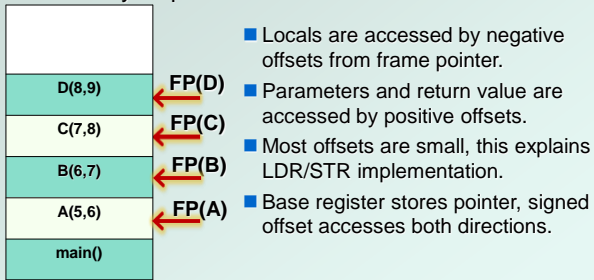 D(8,9)
FP(D)
C(7,8)
FP(C)
B(6,7)
FP(B)
A(5,6)
FP(A)
main()
Locals are accessed by negative
offsets from frame pointer.
Parameters and return value are
accessed by positive offsets.
Most offsets are small, this explains
LDR/STR implementation.
Base register stores pointer, signed
offset accesses both directions.